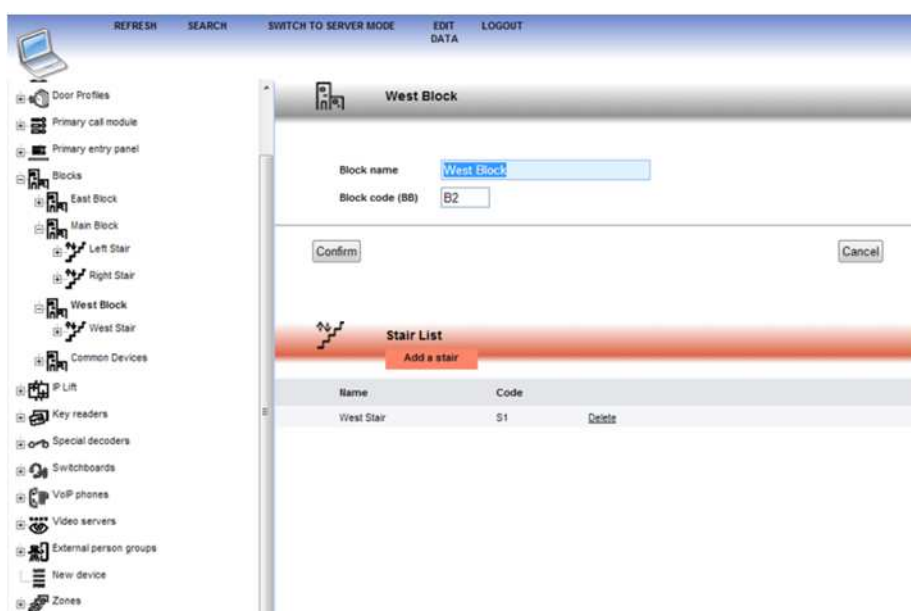 REFRESH SEARCH SWITCH TO SERVER MODE EDIT DATA LOGOUT
Door Profiles
Primary call module
Primary entry panel
Blocks
East Block
Main Block
Left Stair
Right Stair
West Block
West Stair
Common Devices
IP Lift
Key readers
Special decoders
Switchboards
VoIP phones
Video servers
External person groups
New device
Zones
West Block
Block name West Block
Block code (BB) B2
Confirm Cancel
Stair List
Add a stair
Name Code
West Stair S1 Delete